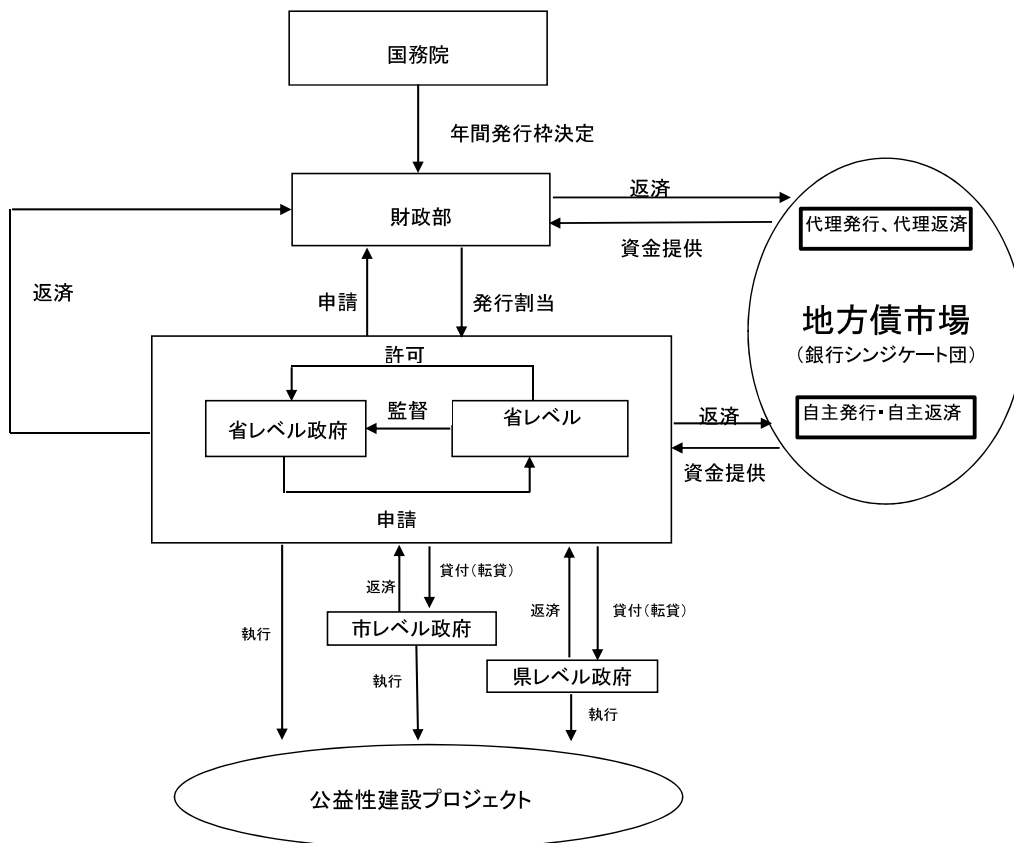 国務院
年間発行枠決定
財政部
返済
資金提供
代理発行、代理返済
返済
申請
発行割当
地方債市場
(銀行シンジケート団)
許可
省レベル政府
監督
省レベル
返済
自主発行・自主返済
資金提供
申請
執行
返済
貸付(転貸)
返済
貸付(転貸)
市レベル政府
執行
県レベル政府
執行
公益性建設プロジェクト